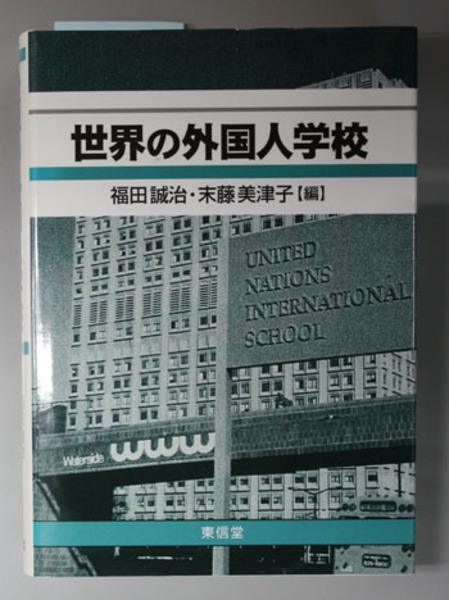 世界の外国人学校
福田誠治・末藤美津子【編】
UNITED
NATIONS
INTERNATIONAL
SCHOOL
Waterside
東信堂